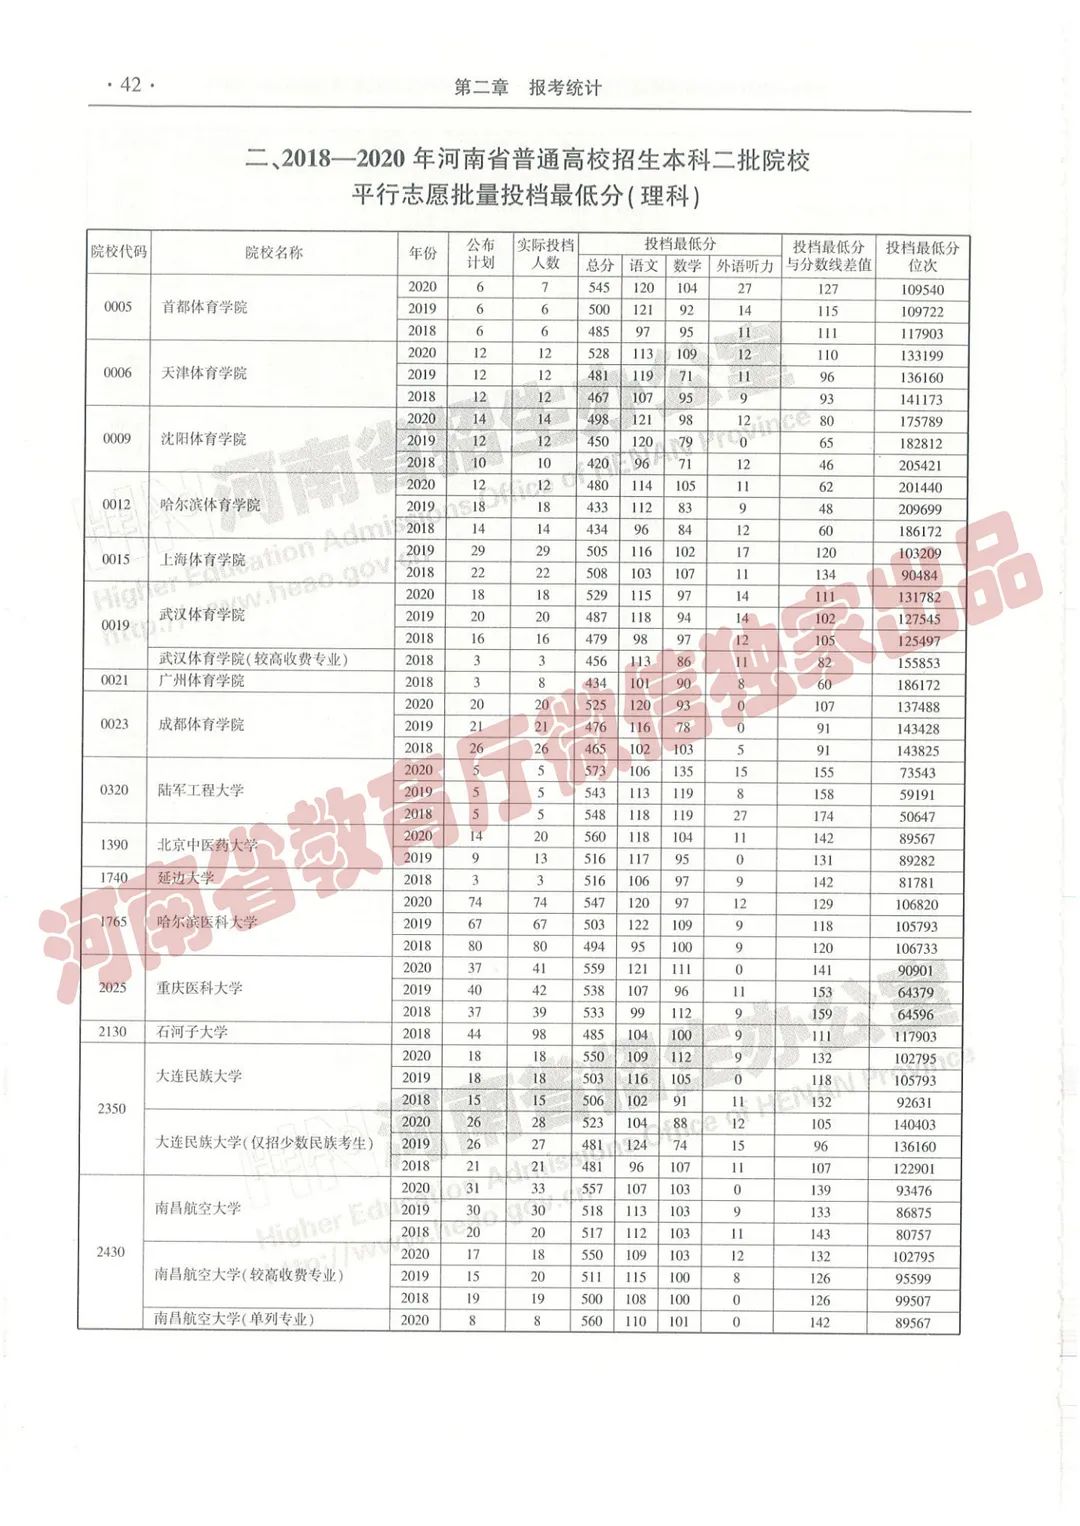 · 42 ·
第二章 报考统计
二、2018—2020 年河南省普通高校招生本科二批院校
平行志愿批量投档最低分(理科)
院校代码 院校名称 年份 公布计划 实际投档人数 投档最低分 投档最低分与分数线差值 投档最低分位次
总分 语文 数学 外语听力
0005 首都体育学院 2020 6 7 545 120 104 27 127 109540
2019 6 6 500 121 92 14 115 109722
2018 6 6 485 97 95 11 111 117903
0006 天津体育学院 2020 12 12 528 113 109 12 110 133199
2019 12 12 481 119 71 11 96 136160
2018 12 12 467 107 95 9 93 141173
0009 沈阳体育学院 2020 14 14 498 121 98 12 80 175789
2019 12 12 450 120 79 0 65 182812
2018 10 10 420 96 71 12 46 205421
0012 哈尔滨体育学院 2020 12 12 480 114 105 11 62 201440
2019 18 18 433 112 83 9 48 209699
2018 14 14 434 96 84 12 60 186172
0015 上海体育学院 2019 29 29 505 116 102 17 120 103209
2018 22 22 508 103 107 11 134 90484
0019 武汉体育学院 2020 18 18 529 115 97 14 111 131782
2019 20 20 487 118 94 14 102 127545
2018 16 16 479 98 97 12 105 125497
武汉体育学院(较高收费专业) 2018 3 3 456 113 86 11 82 155853
0021 广州体育学院 2018 3 8 434 101 90 8 60 186172
0023 成都体育学院 2020 20 20 525 120 93 0 107 137488
2019 21 21 476 116 78 0 91 143428
2018 26 26 465 102 103 5 91 143825
0320 陆军工程大学 2020 5 5 573 106 135 15 155 73543
2019 5 5 543 113 119 8 158 59191
2018 5 5 548 118 119 27 174 50647
1390 北京中医药大学 2020 14 20 560 118 104 11 142 89567
2019 9 13 516 117 95 0 131 89282
1740 延边大学 2018 3 3 516 106 97 9 142 81781
1765 哈尔滨医科大学 2020 74 74 547 120 97 12 129 106820
2019 67 67 503 122 109 9 118 105793
2018 80 80 494 95 100 9 120 106733
2025 重庆医科大学 2020 37 41 559 121 111 0 141 90901
2019 40 42 538 107 96 11 153 64379
2018 37 39 533 99 112 9 159 64596
2130 石河子大学 2018 44 98 485 104 100 9 111 117903
2350 大连民族大学 2020 18 18 550 109 112 9 132 102795
2019 18 18 503 116 105 0 118 105793
2018 15 15 506 102 91 11 132 92631
大连民族大学(仅招少数民族考生) 2020 26 28 523 104 88 12 105 140403
2019 26 27 481 124 74 15 96 136160
2018 21 21 481 96 107 11 107 122901
2430 南昌航空大学 2020 31 33 557 107 103 0 139 93476
2019 30 30 518 113 103 9 133 86875
2018 20 20 517 112 103 11 143 80757
南昌航空大学(较高收费专业) 2020 17 18 550 109 103 12 132 102795
2019 15 20 511 115 100 8 126 95599
2018 19 19 500 108 100 0 126 99507
南昌航空大学(单列专业) 2020 8 8 560 110 101 0 142 89567
河南省招生办公室
Higher Education Admissions Office of HENAN Province
http://www.heao.gov.cn
河南省教育厅微信独家出品
河南省招生办公室
Higher Education Admissions Office of HENAN Province
http://www.heao.gov.cn